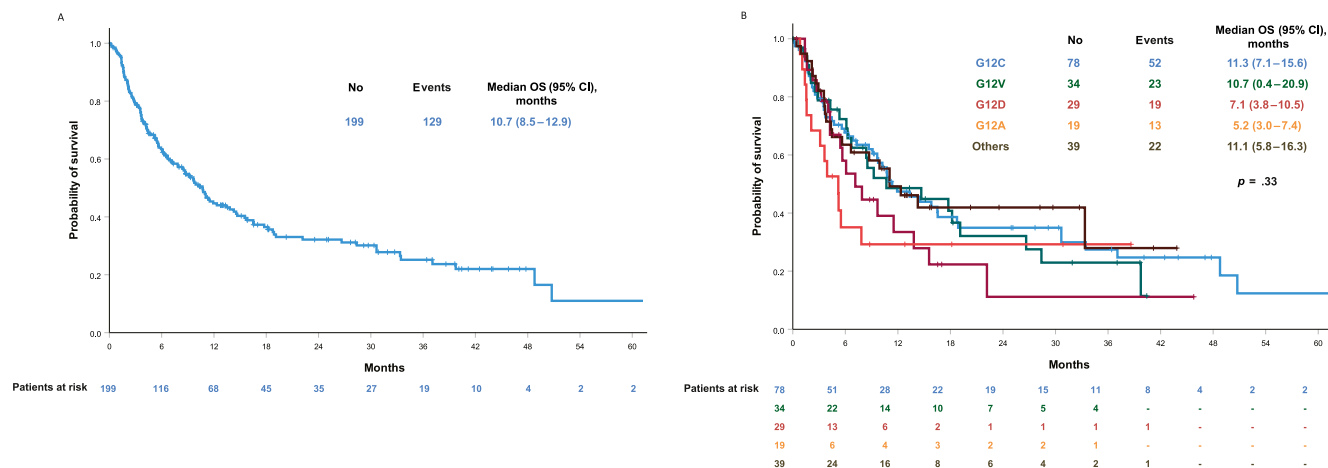 A
Probability of survival
1.0
0.8
0.6
0.4
0.2
0.0
No Events Median OS (95% CI), months
199 129 10.7 (8.5–12.9)
0 6 12 18 24 30 36 42 48 54 60
Months
Patients at risk 199 116 68 45 35 27 19 10 4 2 2
B
Probability of survival
1.0
0.8
0.6
0.4
0.2
0.0
No Events Median OS (95% CI), months
G12C 78 52 11.3 (7.1–15.6)
G12V 34 23 10.7 (0.4–20.9)
G12D 29 19 7.1 (3.8–10.5)
G12A 19 13 5.2 (3.0–7.4)
Others 39 22 11.1 (5.8–16.3)
p = .33
0 6 12 18 24 30 36 42 48 54 60
Months
Patients at risk 78 51 28 22 19 15 11 8 4 2 2
34 22 14 10 7 5 4 - - - -
29 13 6 2 1 1 1 1 - - -
19 6 4 3 2 2 1 - - - -
39 24 16 8 6 4 2 1 - - -